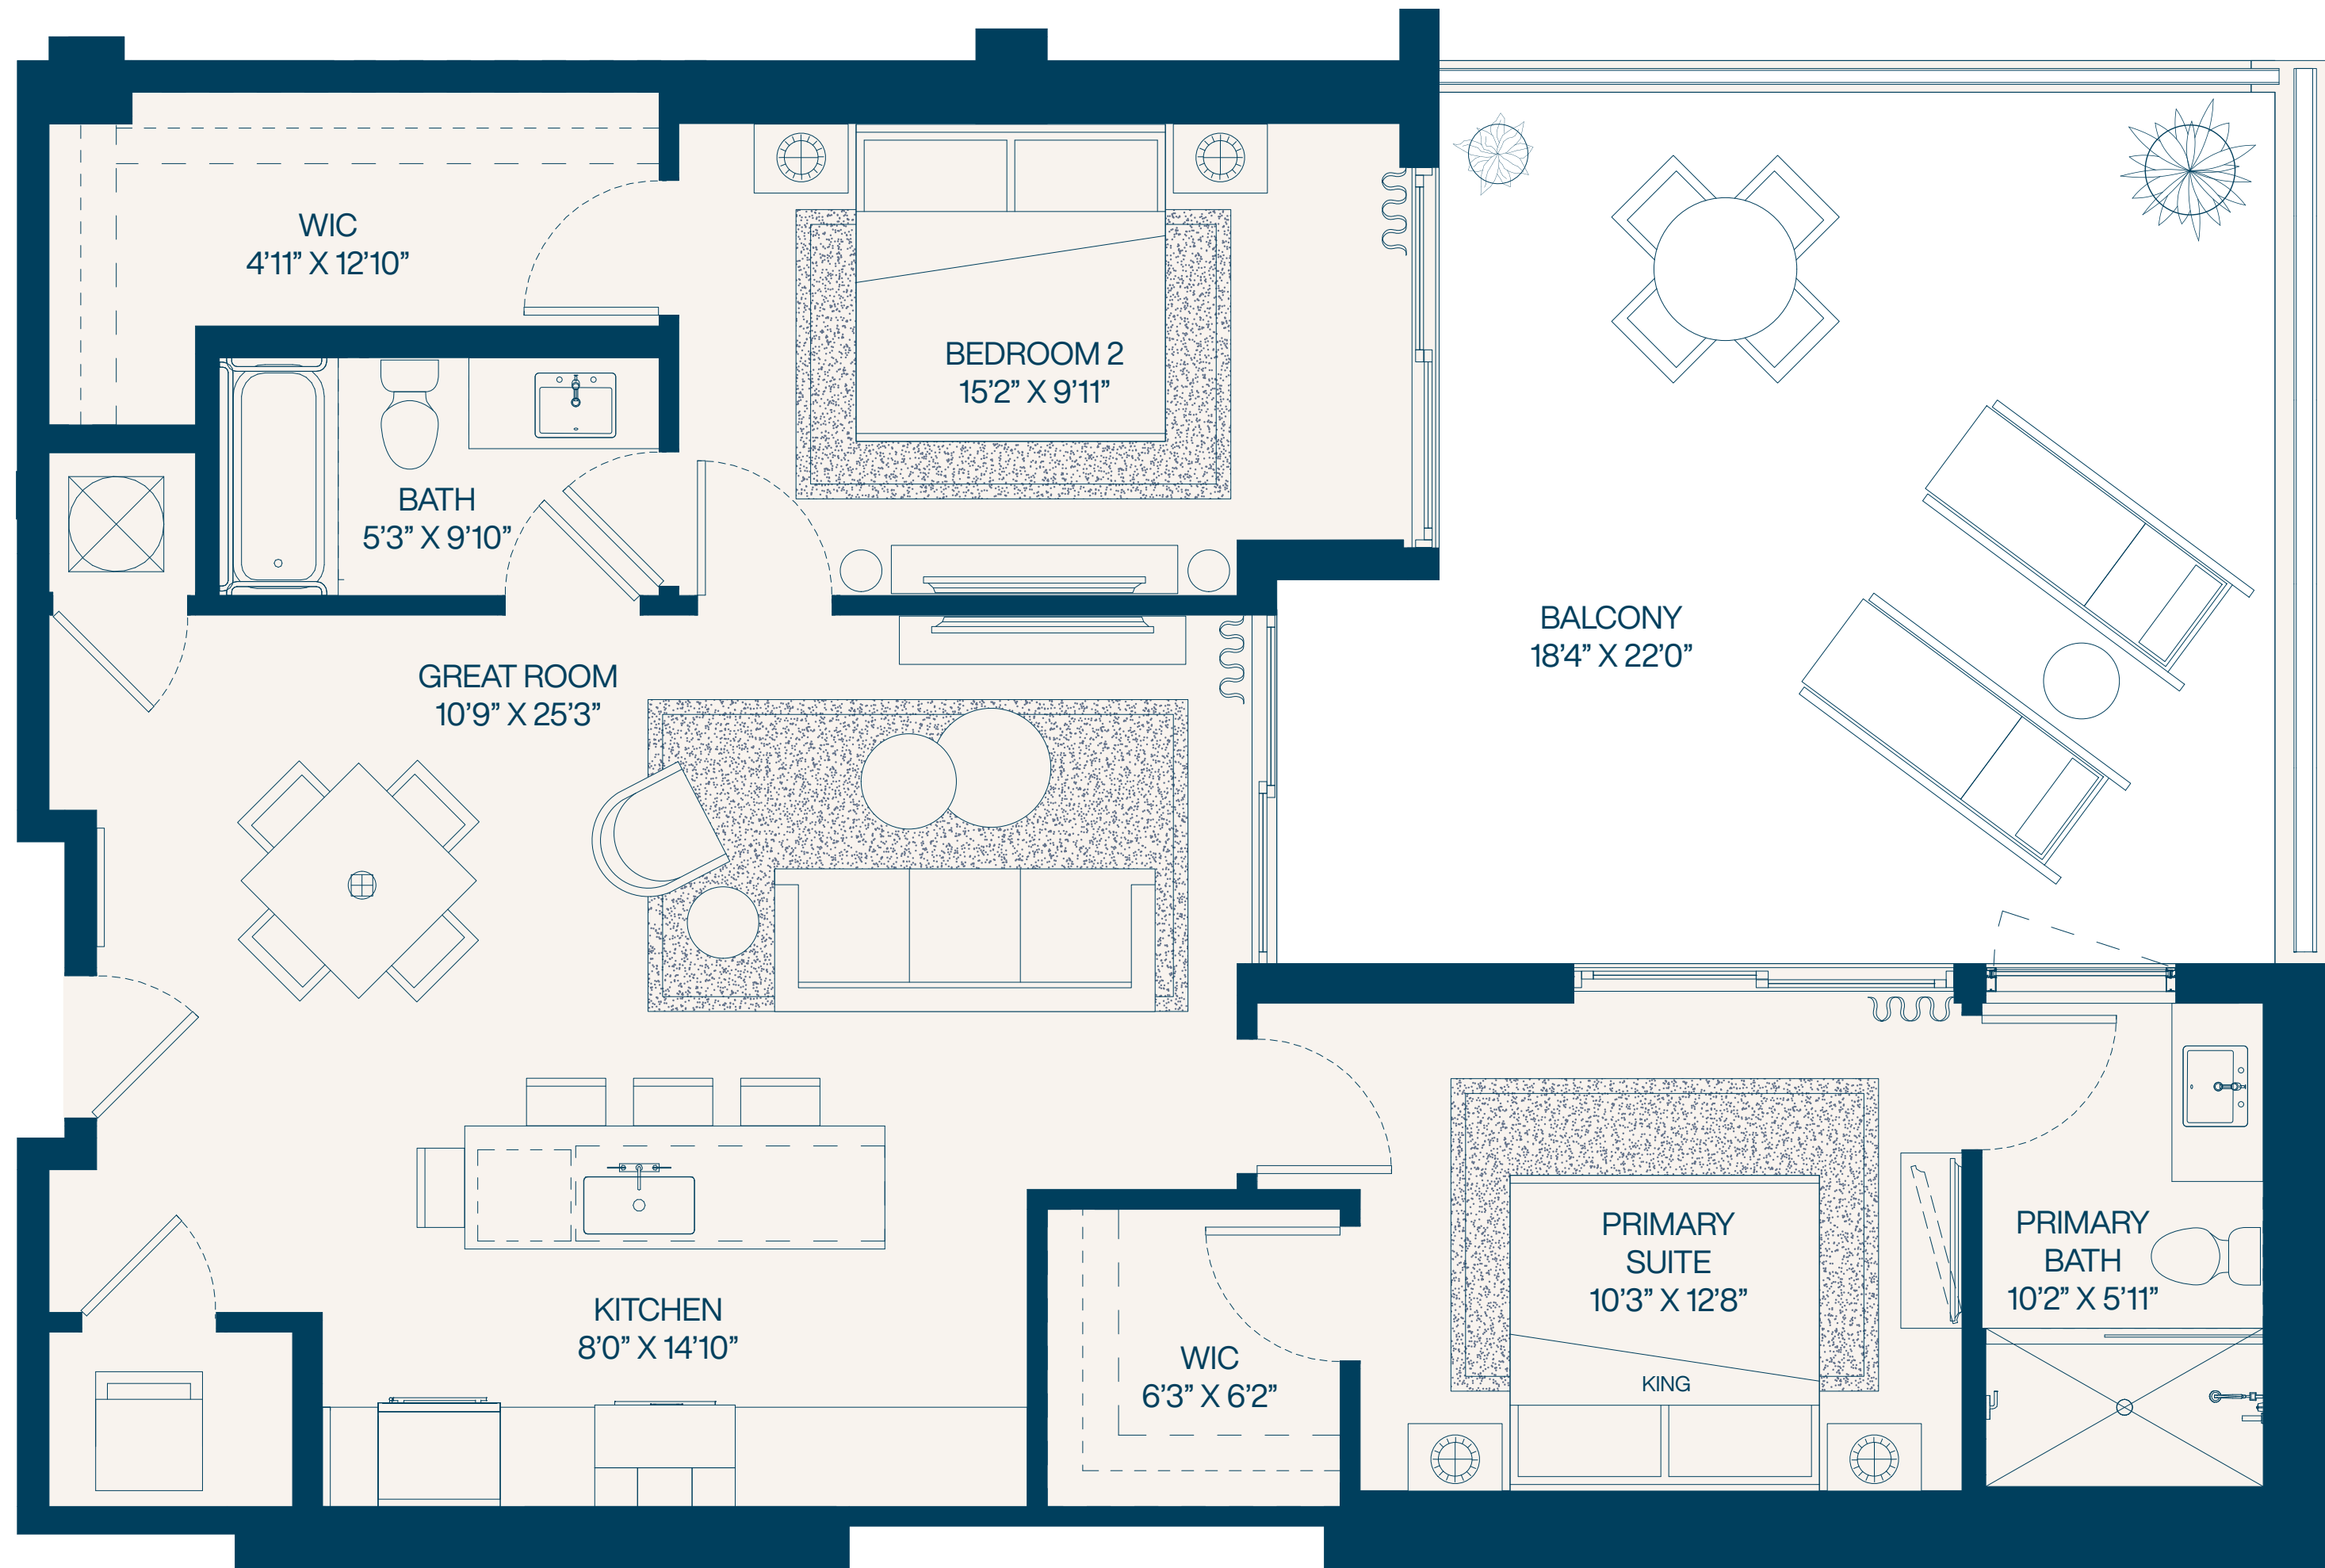 WIC
4’11” X 12’10”
BEDROOM 2
15’2” X 9’11”
BATH
5’3” X 9’10”
GREAT ROOM
10’9” X 25’3”
BALCONY
18’4” X 22’0”
KITCHEN
8’0” X 14’10”
WIC
6’3” X 6’2”
PRIMARY
SUITE
10’3” X 12’8”
KING
PRIMARY
BATH
10’2” X 5’11”